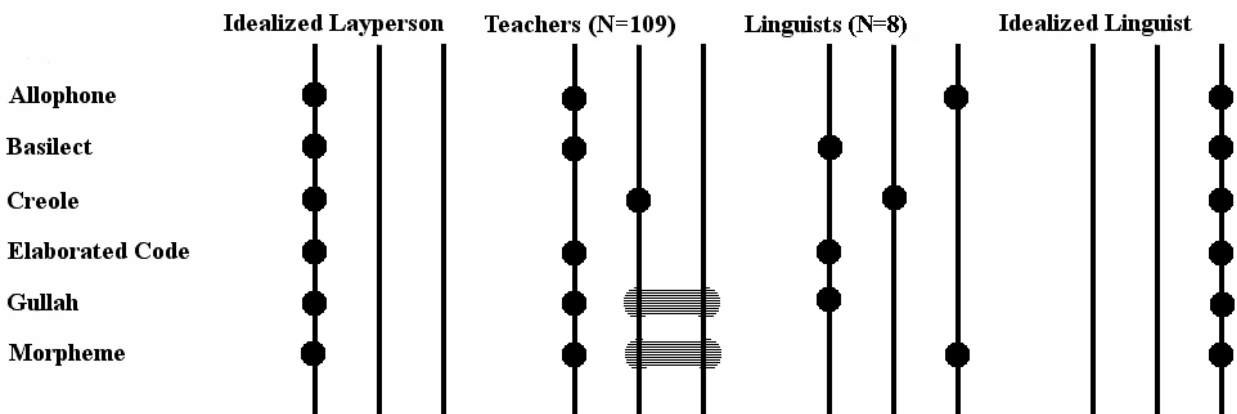 Idealized Layperson Teachers (N=109) Linguists (N=8) Idealized Linguist
Allophone
Basilect
Creole
Elaborated Code
Gullah
Morpheme